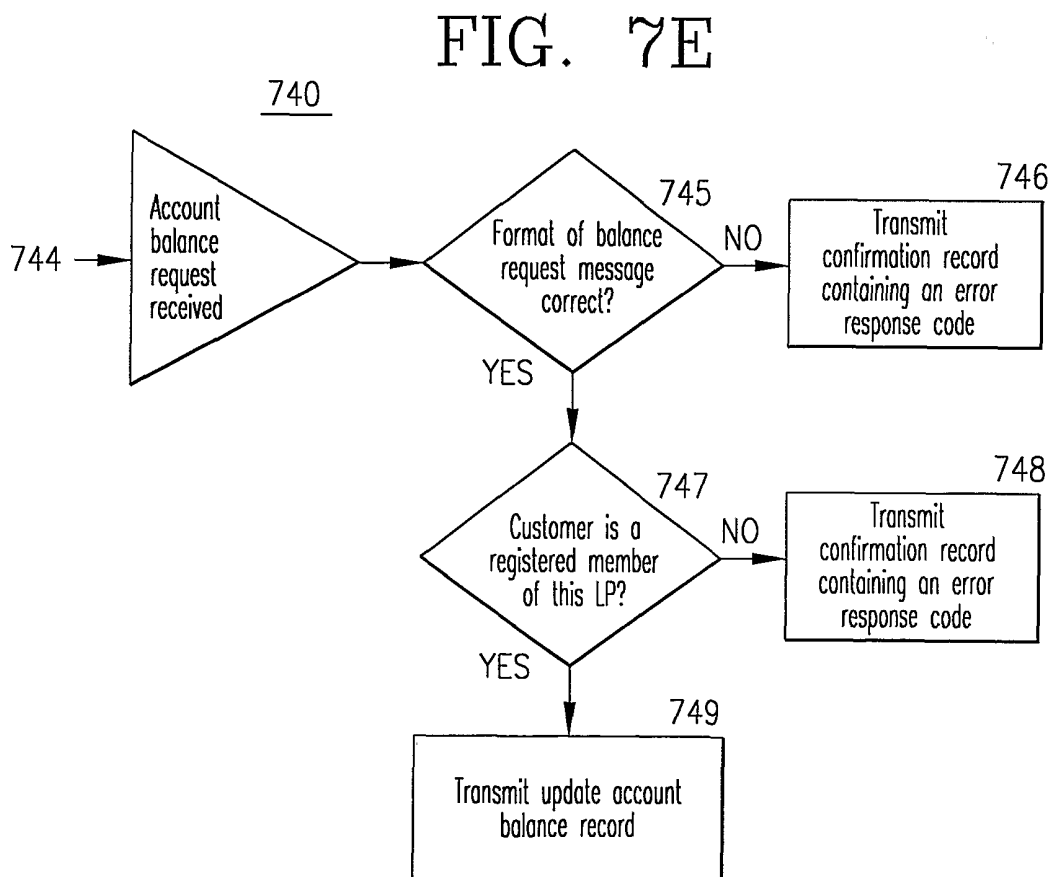 FIG. 7E
740
744
Account
balance
request
received
745
Format of balance
request message
correct?
NO
746
Transmit
confirmation record
containing an error
response code
YES
747
Customer is a
registered member
of this LP?
NO
748
Transmit
confirmation record
containing an error
response code
YES
749
Transmit update account
balance record